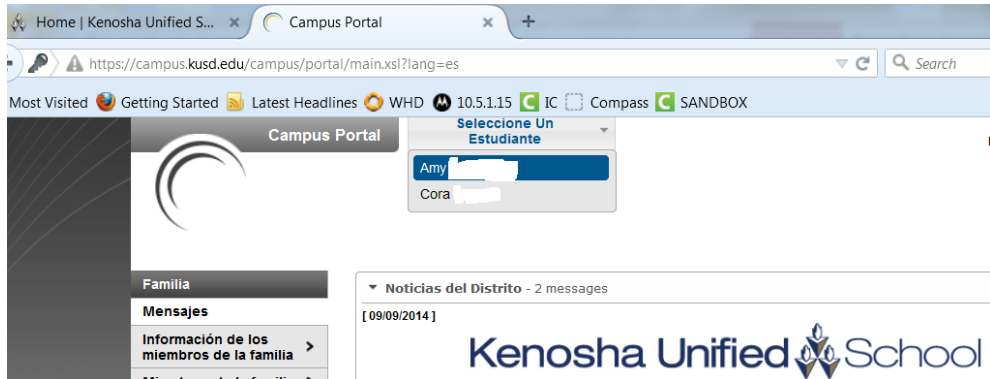 Home | Kenosha Unified S... × Campus Portal × +
https://campus.kusd.edu/campus/portal/main.xsl?lang=es Search
Most Visited Getting Started Latest Headlines WHD 10.5.1.15 IC Compass SANDBOX
Campus Portal
Seleccione Un
Estudiante
Amy
Cora
Familia
Mensajes
Información de los
miembros de la familia
Noticias del Distrito - 2 messages
[ 09/09/2014 ]
Kenosha Unified School